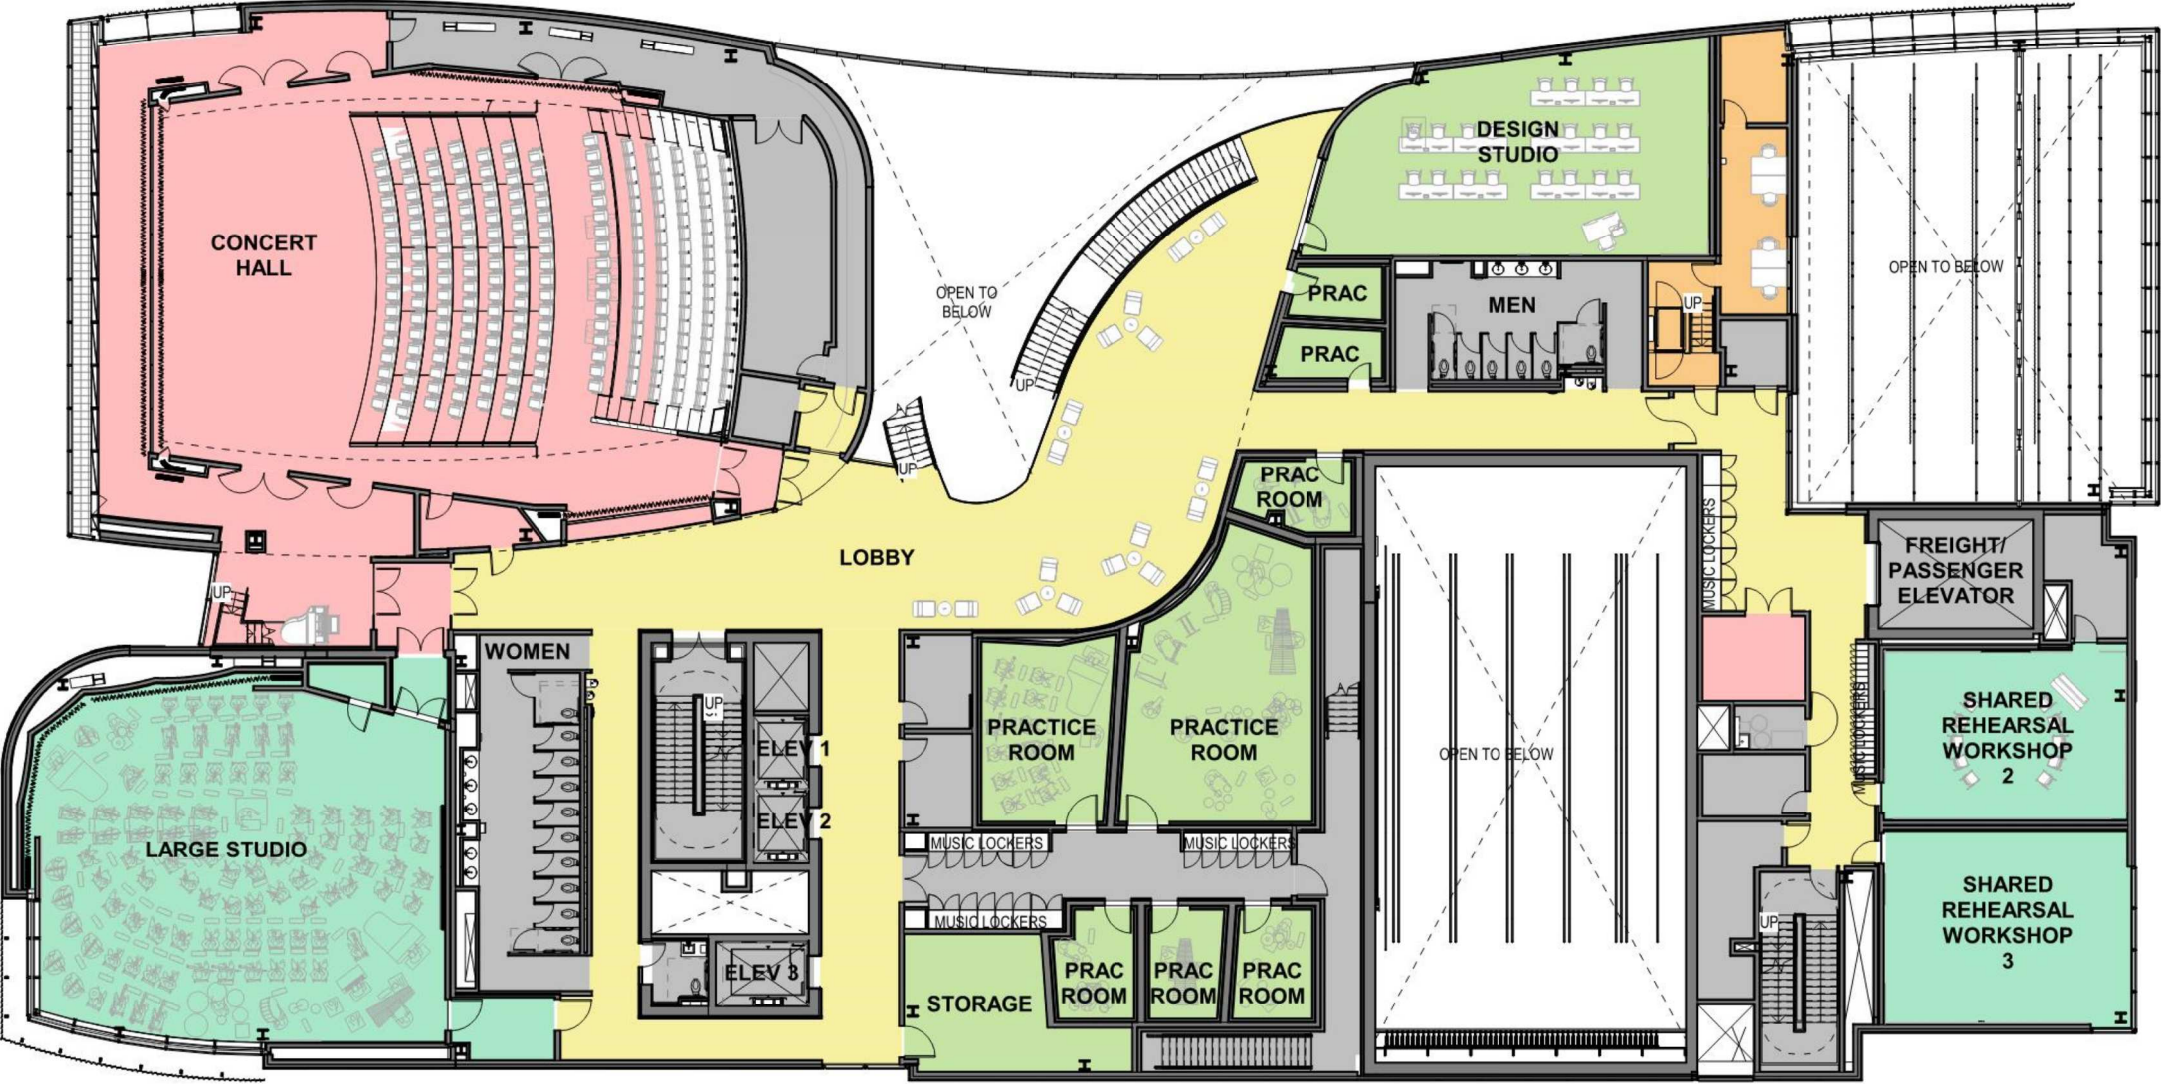 DESIGN
STUDIO
CONCERT
HALL
OPEN TO
BELOW
UP
UP
PRAC
PRAC
MEN
UP
OPEN TO BELOW
PRAC
ROOM
LOBBY
MUSIC LOCKERS
FREIGHT/
PASSENGER
ELEVATOR
UP
WOMEN
UP
ELEV 1
ELEV 2
PRACTICE
ROOM
PRACTICE
ROOM
OPEN TO BELOW
MUSIC LOCKERS
SHARED
REHEARSAL
WORKSHOP
2
LARGE STUDIO
MUSIC LOCKERS
MUSIC LOCKERS
MUSIC LOCKERS
SHARED
REHEARSAL
WORKSHOP
3
UP
ELEV 3
STORAGE
PRAC
ROOM
PRAC
ROOM
PRAC
ROOM